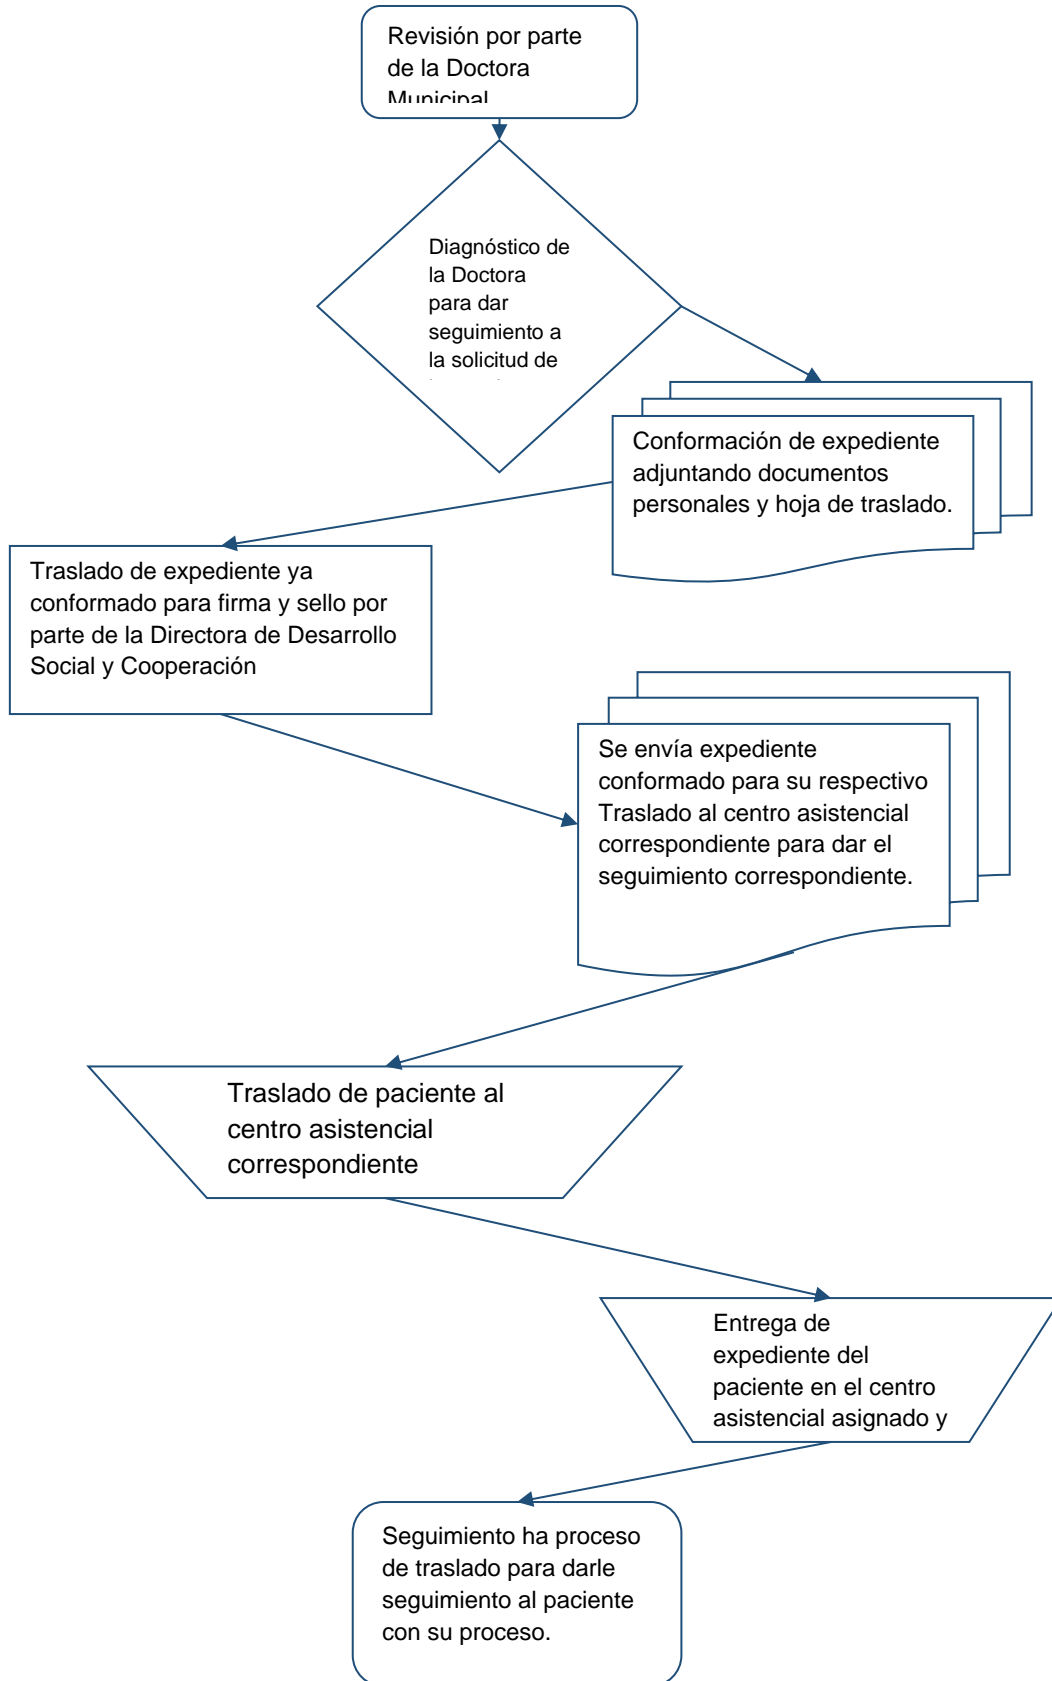 Revisión por parte
de la Doctora
Municipal
Diagnóstico de
la Doctora
para dar
seguimiento a
la solicitud de
Conformación de expediente
adjuntando documentos
personales y hoja de traslado.
Traslado de expediente ya
conformado para firma y sello por
parte de la Directora de Desarrollo
Social y Cooperación
Se envía expediente
conformado para su respectivo
Traslado al centro asistencial
correspondiente para dar el
seguimiento correspondiente.
Traslado de paciente al
centro asistencial
correspondiente
Entrega de
expediente del
paciente en el centro
asistencial asignado y
Seguimiento ha proceso
de traslado para darle
seguimiento al paciente
con su proceso.